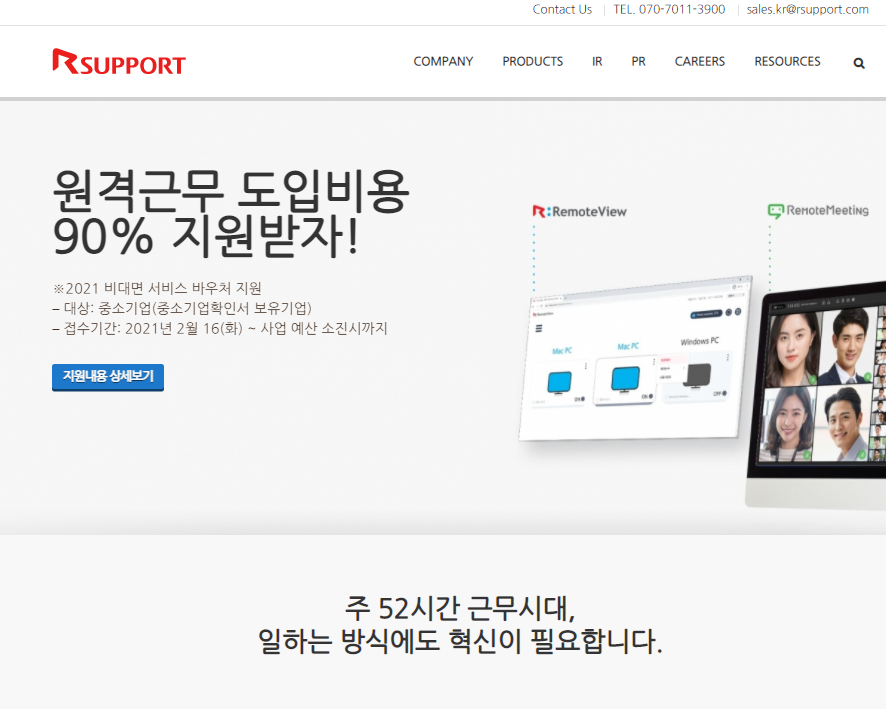 Contact Us | TEL. 070-7011-3900 | sales.kr@rsupport.com
RSUPPORT
COMPANY PRODUCTS IR PR CAREERS RESOURCES
원격근무 도입비용
90% 지원받자!
※2021 비대면 서비스 바우처 지원
– 대상: 중소기업(중소기업확인서 보유기업)
– 접수기간: 2021년 2월 16(화) ~ 사업 예산 소진시까지
지원내용 상세보기
R:RemoteView
RemoteMeeting
RemoteView
Mac PC
Mac PC
Windows PC
ON
ON
OFF
주 52시간 근무시대,
일하는 방식에도 혁신이 필요합니다.